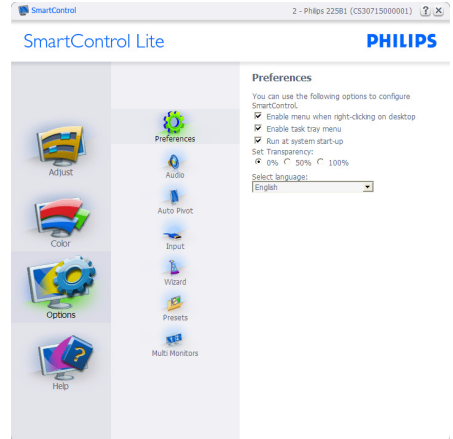 SmartControl
2 - Philips 225B1 (CS30715000001)
SmartControl Lite
PHILIPS
Adjust
Color
Options
Help
Preferences
Audio
Auto Pivot
Input
Wizard
Presets
Multi Monitors
Preferences
You can use the following options to configure
SmartControl.
Enable menu when right-clicking on desktop
Enable task tray menu
Run at system start-up
Set Transparency:
0% 50% 100%
Select language:
English